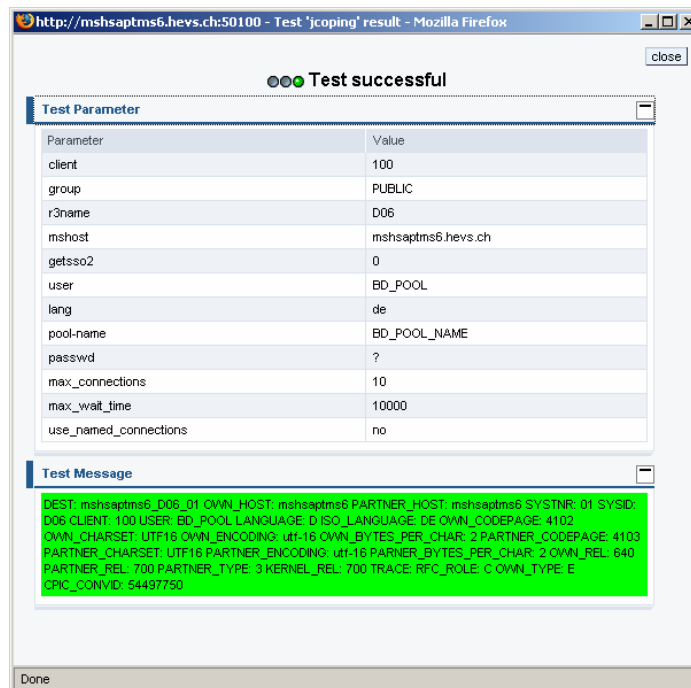 http://mshsaptms6.hevs.ch:50100 - Test 'jcoping' result - Mozilla Firefox
close
Test successful
Test Parameter
Parameter Value
client 100
group PUBLIC
r3name D06
mshost mshsaptms6.hevs.ch
getsso2 0
user BD_POOL
lang de
pool-name BD_POOL_NAME
passwd ?
max_connections 10
max_wait_time 10000
use_named_connections no
Test Message
DEST: mshsaptms6_D06_01 OWN_HOST: mshsaptms6 PARTNER_HOST: mshsaptms6 SYSTNR: 01 SYSID:
D06 CLIENT: 100 USER: BD_POOL LANGUAGE: D ISO_LANGUAGE: DE OWN_CODEPAGE: 4102
OWN_CHARSET: UTF16 OWN_ENCODING: utf-16 OWN_BYTES_PER_CHAR: 2 PARTNER_CODEPAGE: 4103
PARTNER_CHARSET: UTF16 PARTNER_ENCODING: utf-16 PARNER_BYTES_PER_CHAR: 2 OWN_REL: 640
PARTNER_REL: 700 PARTNER_TYPE: 3 KERNEL_REL: 700 TRACE: RFC_ROLE: C OWN_TYPE: E
CPIC_CONVID: 54497750
Done